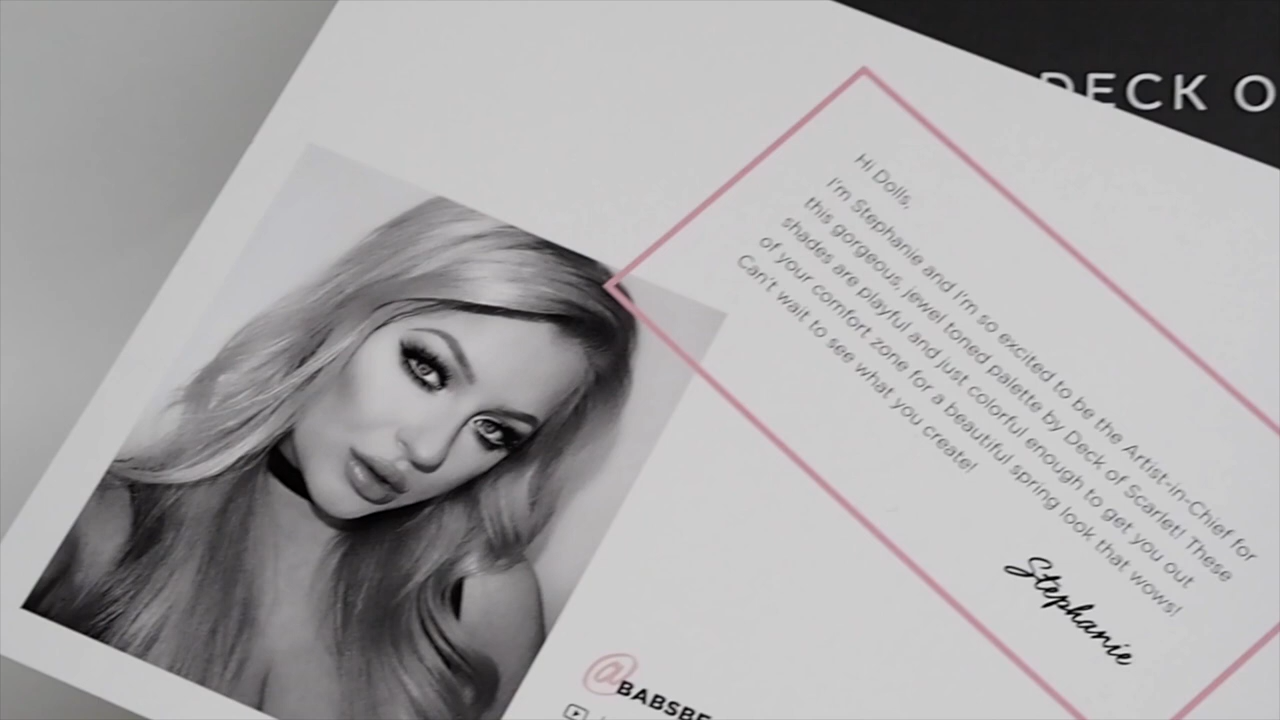 DECK O
Hi Dolls,
I'm Stephanie and I'm so excited to be the Artist-in-Chief for
this gorgeous, jewel toned palette by Deck of Scarlet! These
shades are playful and just colorful enough to get you out
of your comfort zone for a beautiful spring look that wows!
Can't wait to see what you create!
Stephanie
@BABSBE